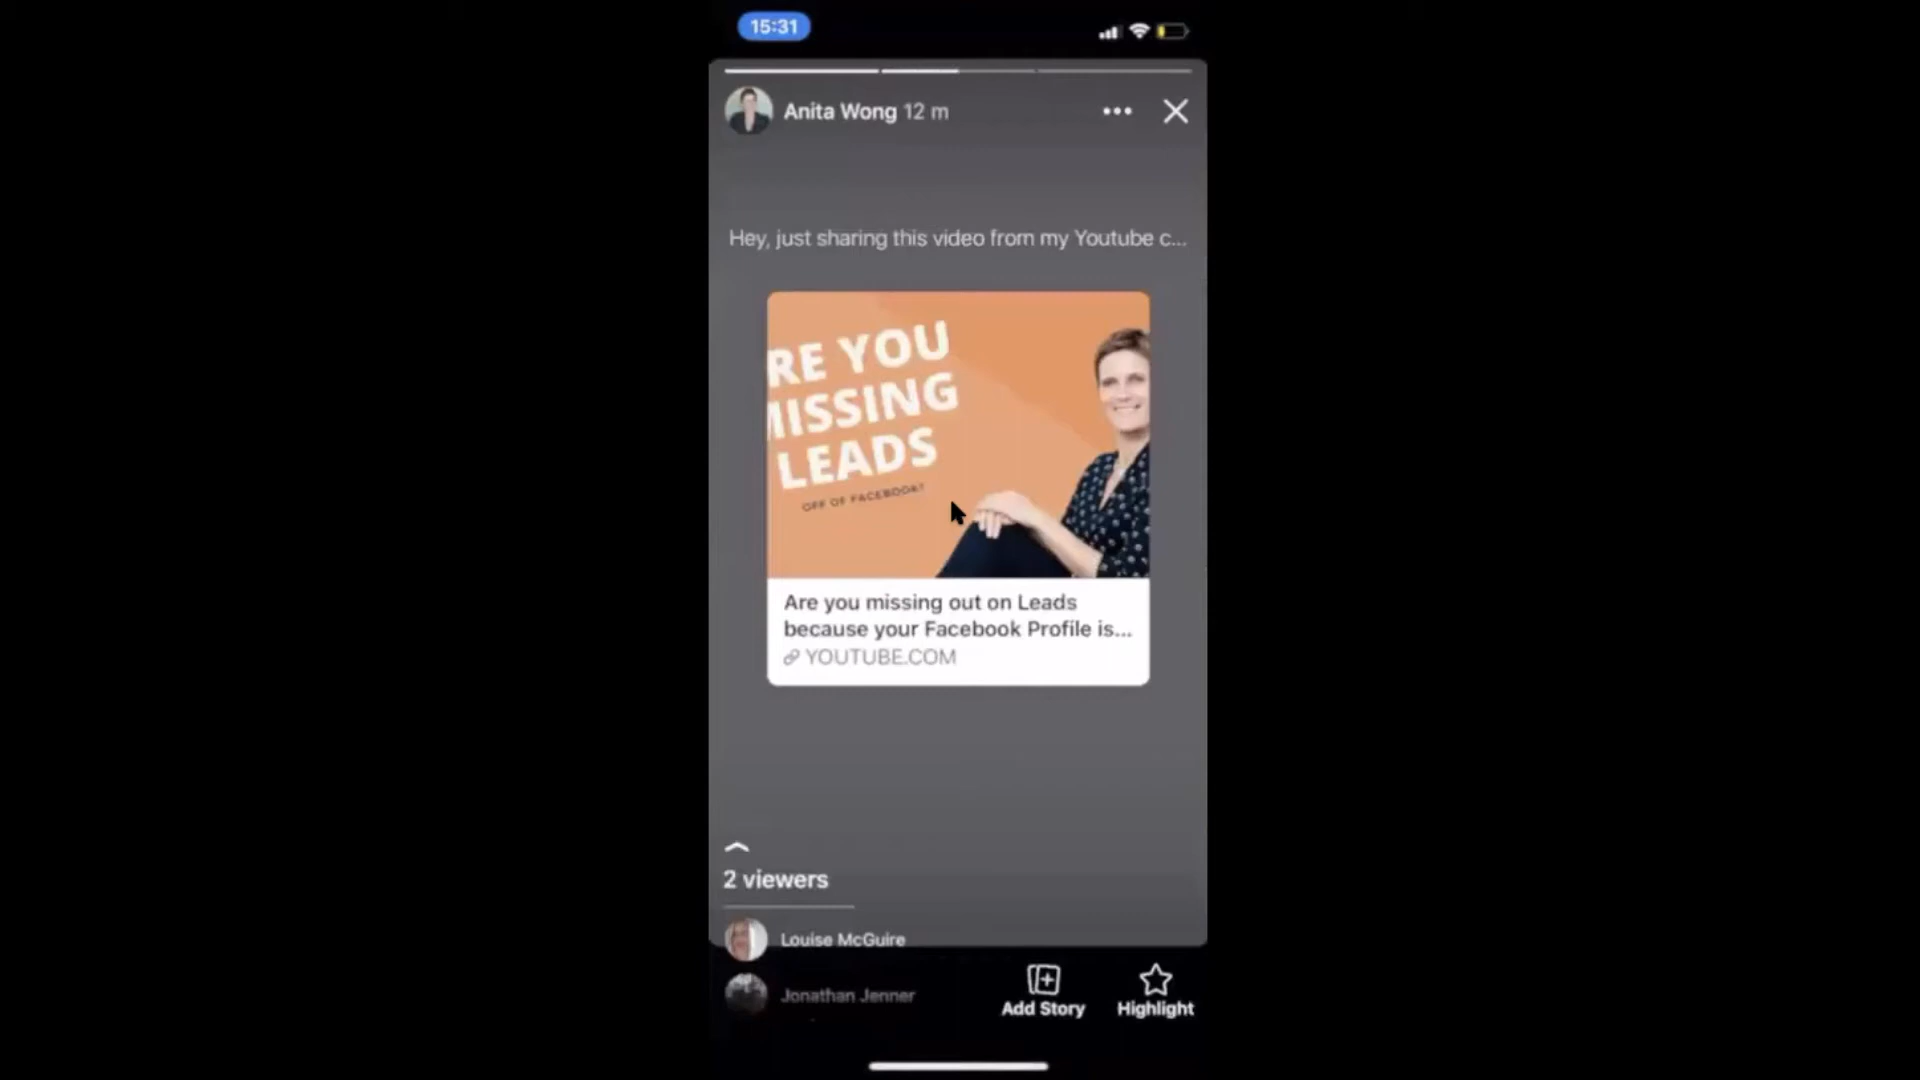 15:31
Anita Wong 12 m
Hey, just sharing this video from my Youtube c...
RE YOU
MISSING
LEADS
OFF OF FACEBOOK?
Are you missing out on Leads
because your Facebook Profile is...
YOUTUBE.COM
2 viewers
Louise McGuire
Jonathan Jenner
Add Story
Highlight